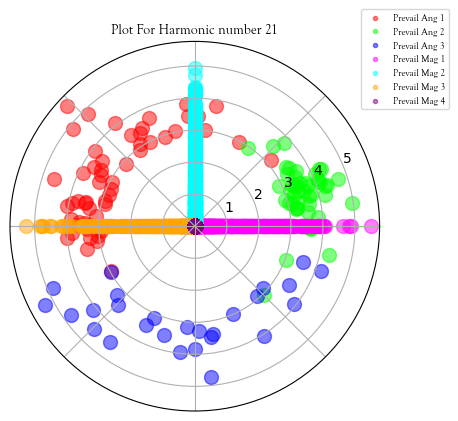 Plot For Harmonic number 21
Prevail Ang 1
Prevail Ang 2
Prevail Ang 3
Prevail Mag 1
Prevail Mag 2
Prevail Mag 3
Prevail Mag 4
5
4
3
2
1